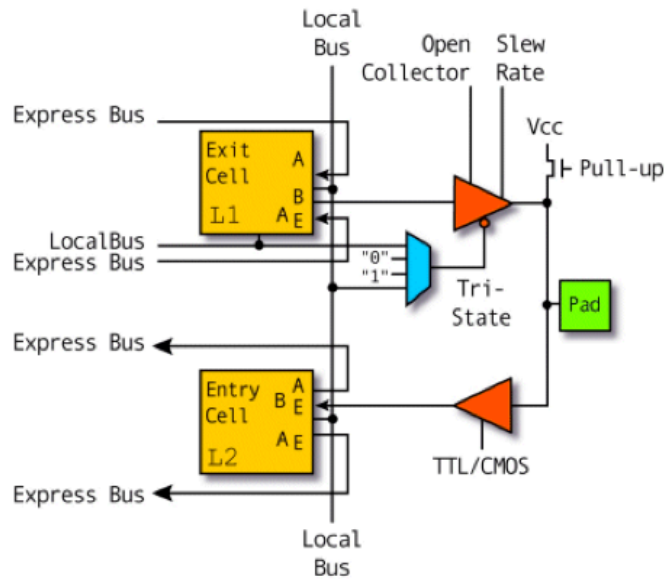 Local
Bus
Open
Collector
Slew
Rate
Express Bus
Vcc
Exit
Cell
A
Pull-up
B
L1
A
E
LocalBus
Express Bus
"0"
"1"
Tri-
State
Pad
Express Bus
Entry
Cell
A
B
E
A
E
L2
TTL/CMOS
Express Bus
Local
Bus